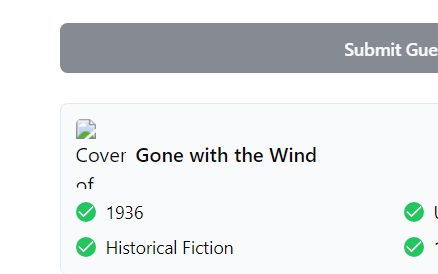 Submit Gue
Cover
Gone with the Wind
of
1936
U
Historical Fiction